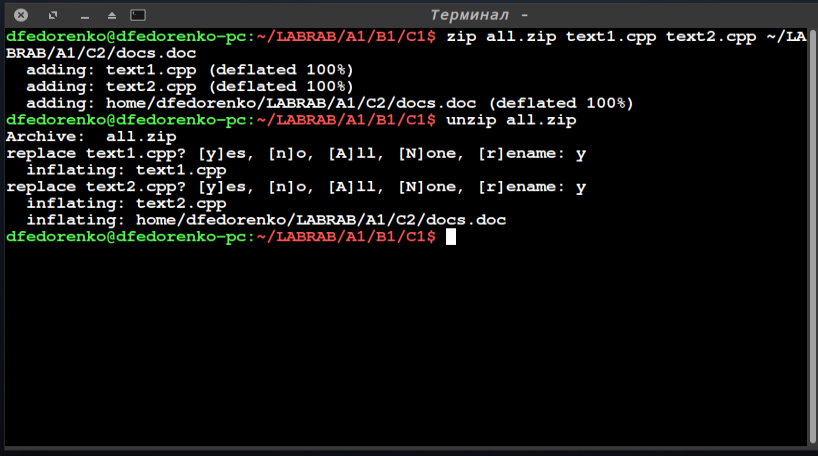 Терминал -
dfedorenko@dfedorenko-pc:~/LABRAB/A1/B1/C1$ zip all.zip text1.cpp text2.cpp ~/LA
BRAB/A1/C2/docs.doc
  adding: text1.cpp (deflated 100%)
  adding: text2.cpp (deflated 100%)
  adding: home/dfedorenko/LABRAB/A1/C2/docs.doc (deflated 100%)
dfedorenko@dfedorenko-pc:~/LABRAB/A1/B1/C1$ unzip all.zip
Archive:  all.zip
replace text1.cpp? [y]es, [n]o, [A]ll, [N]one, [r]ename: y
  inflating: text1.cpp
replace text2.cpp? [y]es, [n]o, [A]ll, [N]one, [r]ename: y
  inflating: text2.cpp
  inflating: home/dfedorenko/LABRAB/A1/C2/docs.doc
dfedorenko@dfedorenko-pc:~/LABRAB/A1/B1/C1$